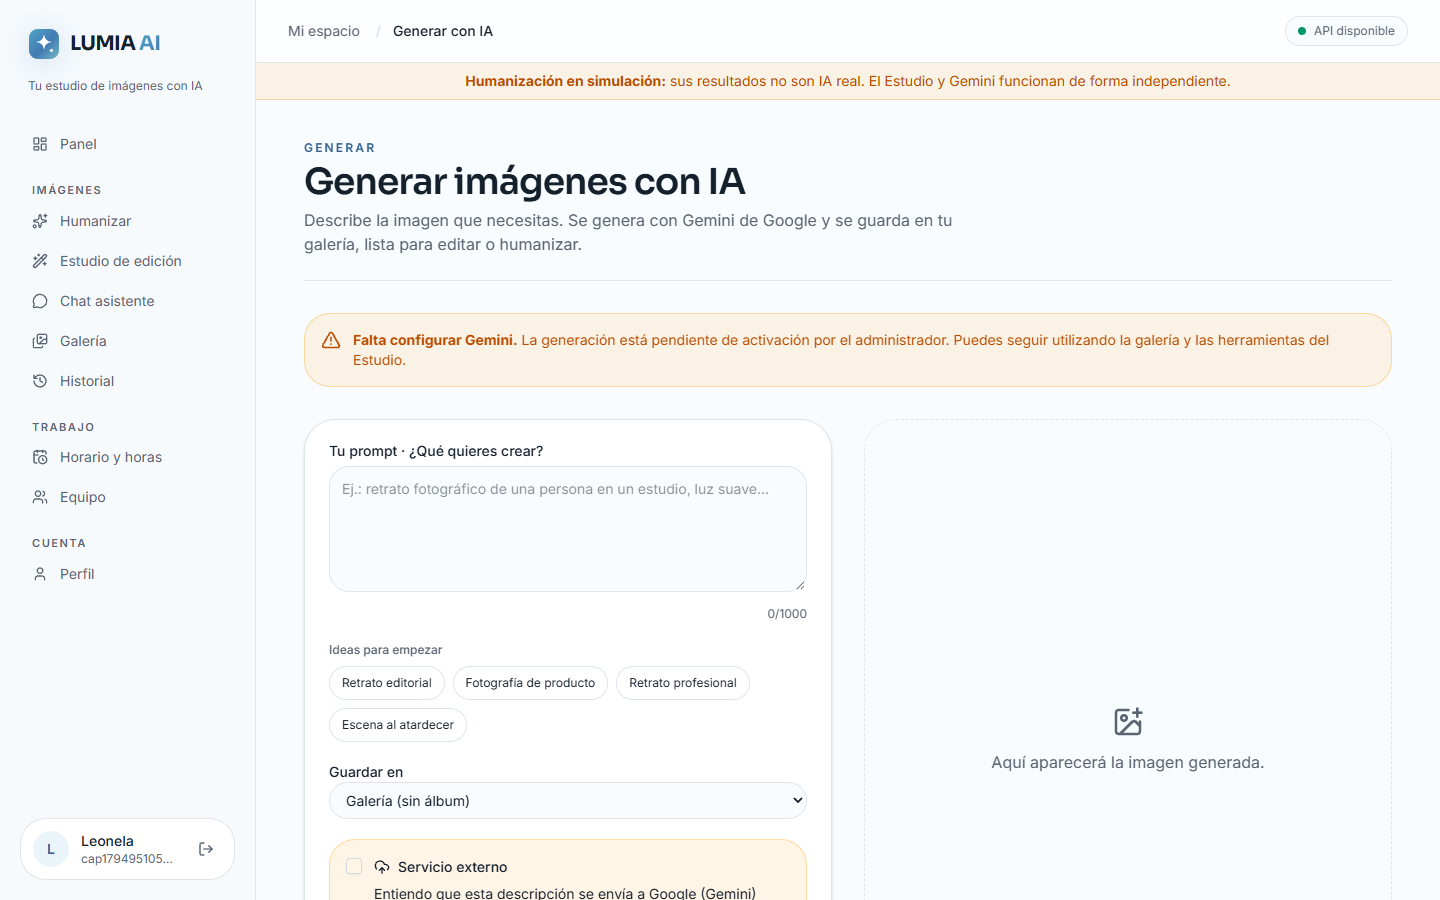 LUMIA AI
Tu estudio de imágenes con IA
Panel
IMÁGENES
Humanizar
Estudio de edición
Chat asistente
Galería
Historial
TRABAJO
Horario y horas
Equipo
CUENTA
Perfil
L
Leonela
cap179495105...
Mi espacio / Generar con IA
API disponible
Humanización en simulación: sus resultados no son IA real. El Estudio y Gemini funcionan de forma independiente.
GENERAR
Generar imágenes con IA
Describe la imagen que necesitas. Se genera con Gemini de Google y se guarda en tu
galería, lista para editar o humanizar.
Falta configurar Gemini. La generación está pendiente de activación por el administrador. Puedes seguir utilizando la galería y las herramientas del
Estudio.
Tu prompt · ¿Qué quieres crear?
Ej.: retrato fotográfico de una persona en un estudio, luz suave...
0/1000
Ideas para empezar
Retrato editorial
Fotografía de producto
Retrato profesional
Escena al atardecer
Guardar en
Galería (sin álbum)
Servicio externo
Entiendo que esta descripción se envía a Google (Gemini)
Aquí aparecerá la imagen generada.